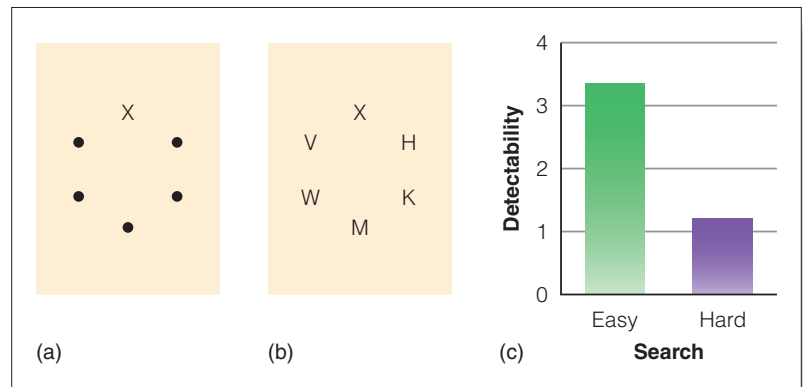 X
(a)
X
V H
W K
M
(b)
4
3
2
1
0
Detectability
Easy Hard
Search
(c)